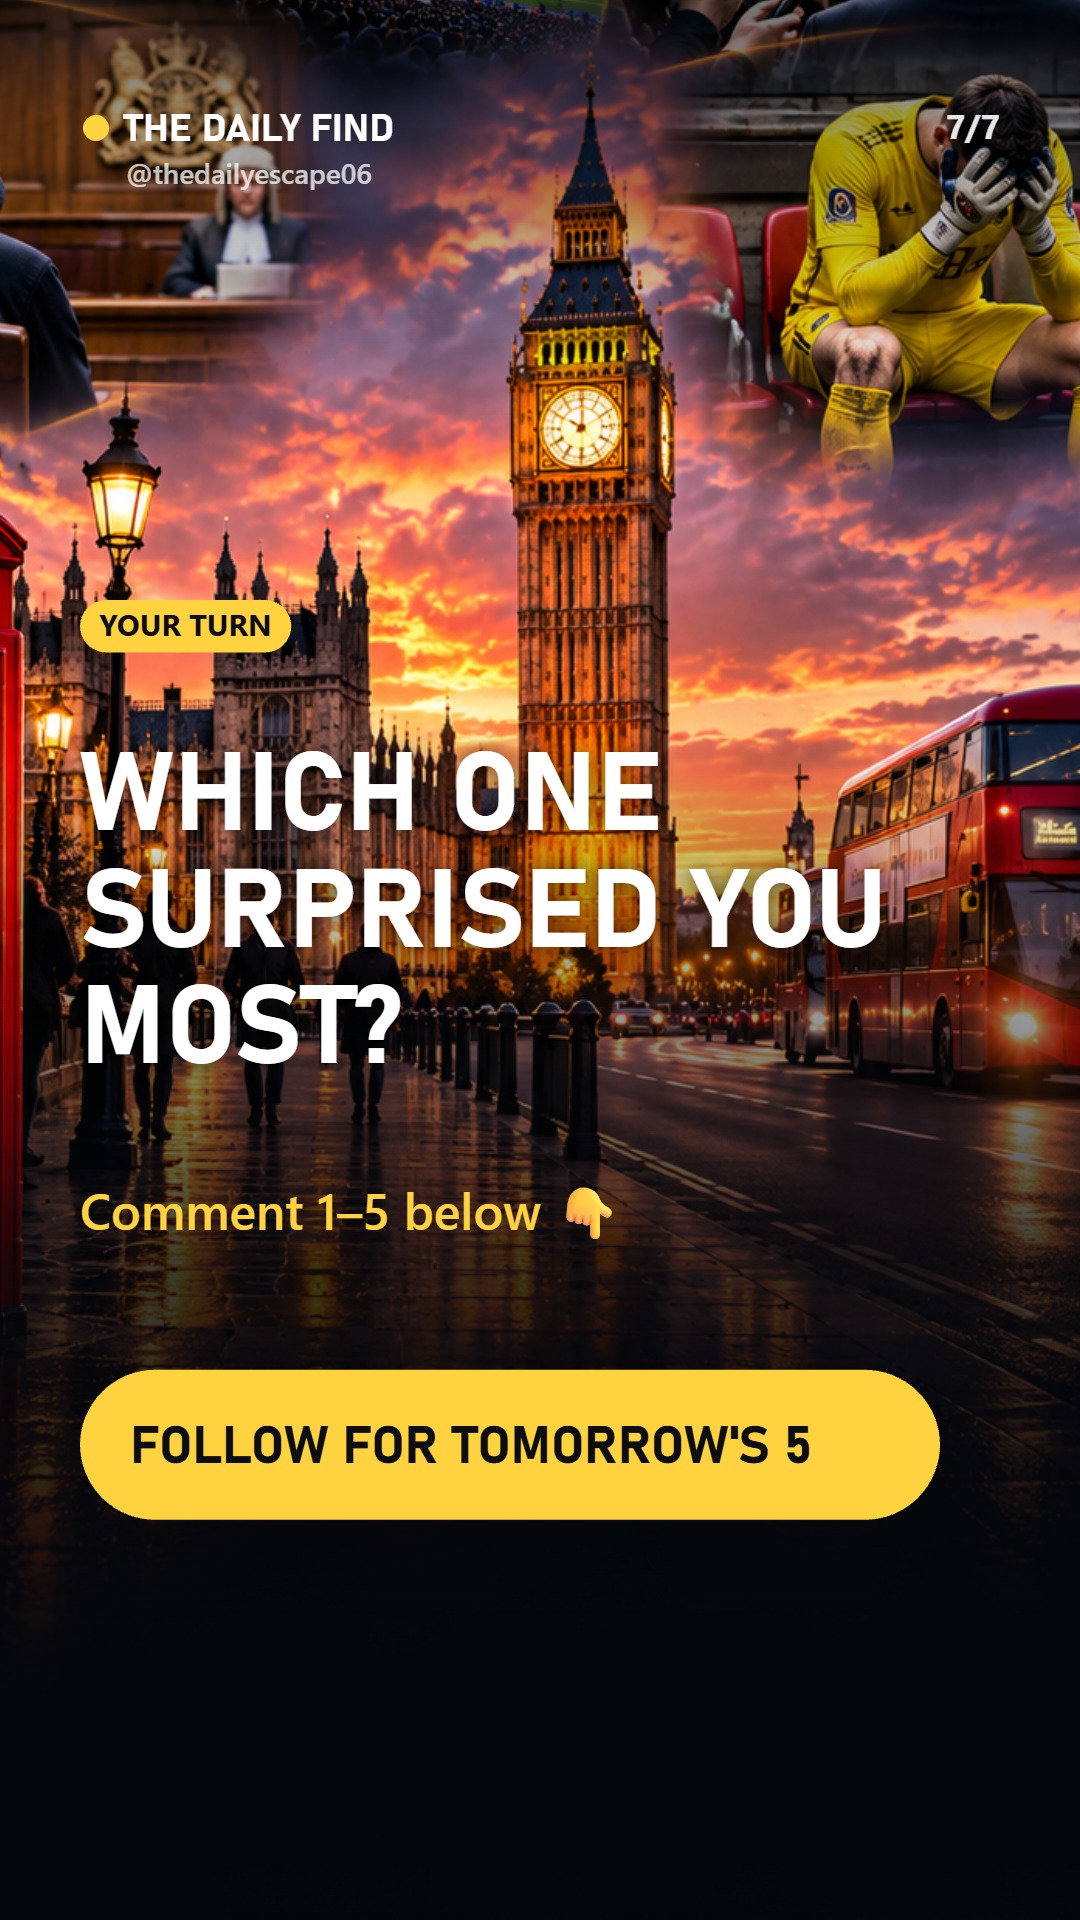 THE DAILY FIND
@thedailyescape06
7/7
YOUR TURN
WHICH ONE
SURPRISED YOU
MOST?
Comment 1–5 below 👇
FOLLOW FOR TOMORROW'S 5